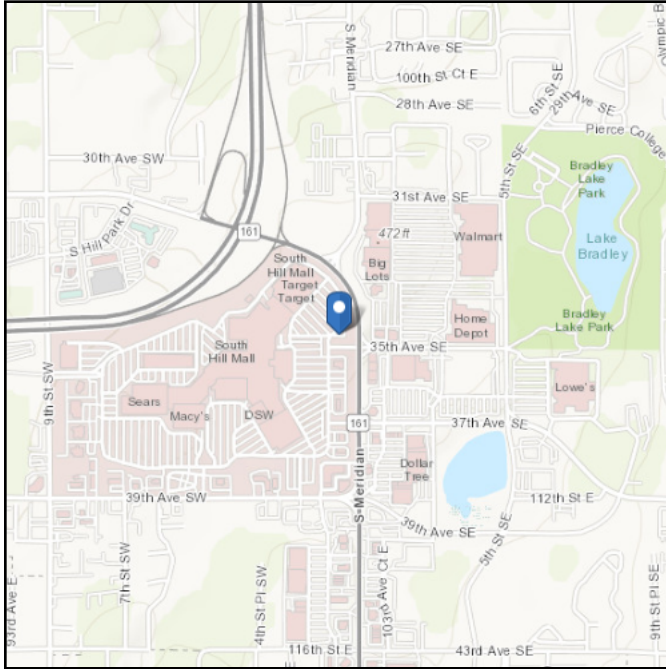 S Meridian
27th Ave SE
100th St Ct E
28th Ave SE
6th St SE
29th Ave SE
Olympic B
Pierce College
30th Ave SW
5th St SE
Bradley
Lake
Park
31st Ave SE
S Hill Park Dr
161
472 ft
Walmart
Lake
Bradley
South
Hill Mall
Target
Target
Big
Lots
Home
Depot
Bradley
Lake Park
35th Ave SE
South
Hill Mall
9th St SW
Lowe's
Sears
Macy's
DSW
161
37th Ave SE
S Meridian
Dollar
Tree
39th Ave SW
112th St E
39th Ave SE
5th St SE
93rd Ave E
7th St SW
4th St Pl SW
103rd Ave Ct E
9th St Pl SE
116th St E
43rd Ave SE